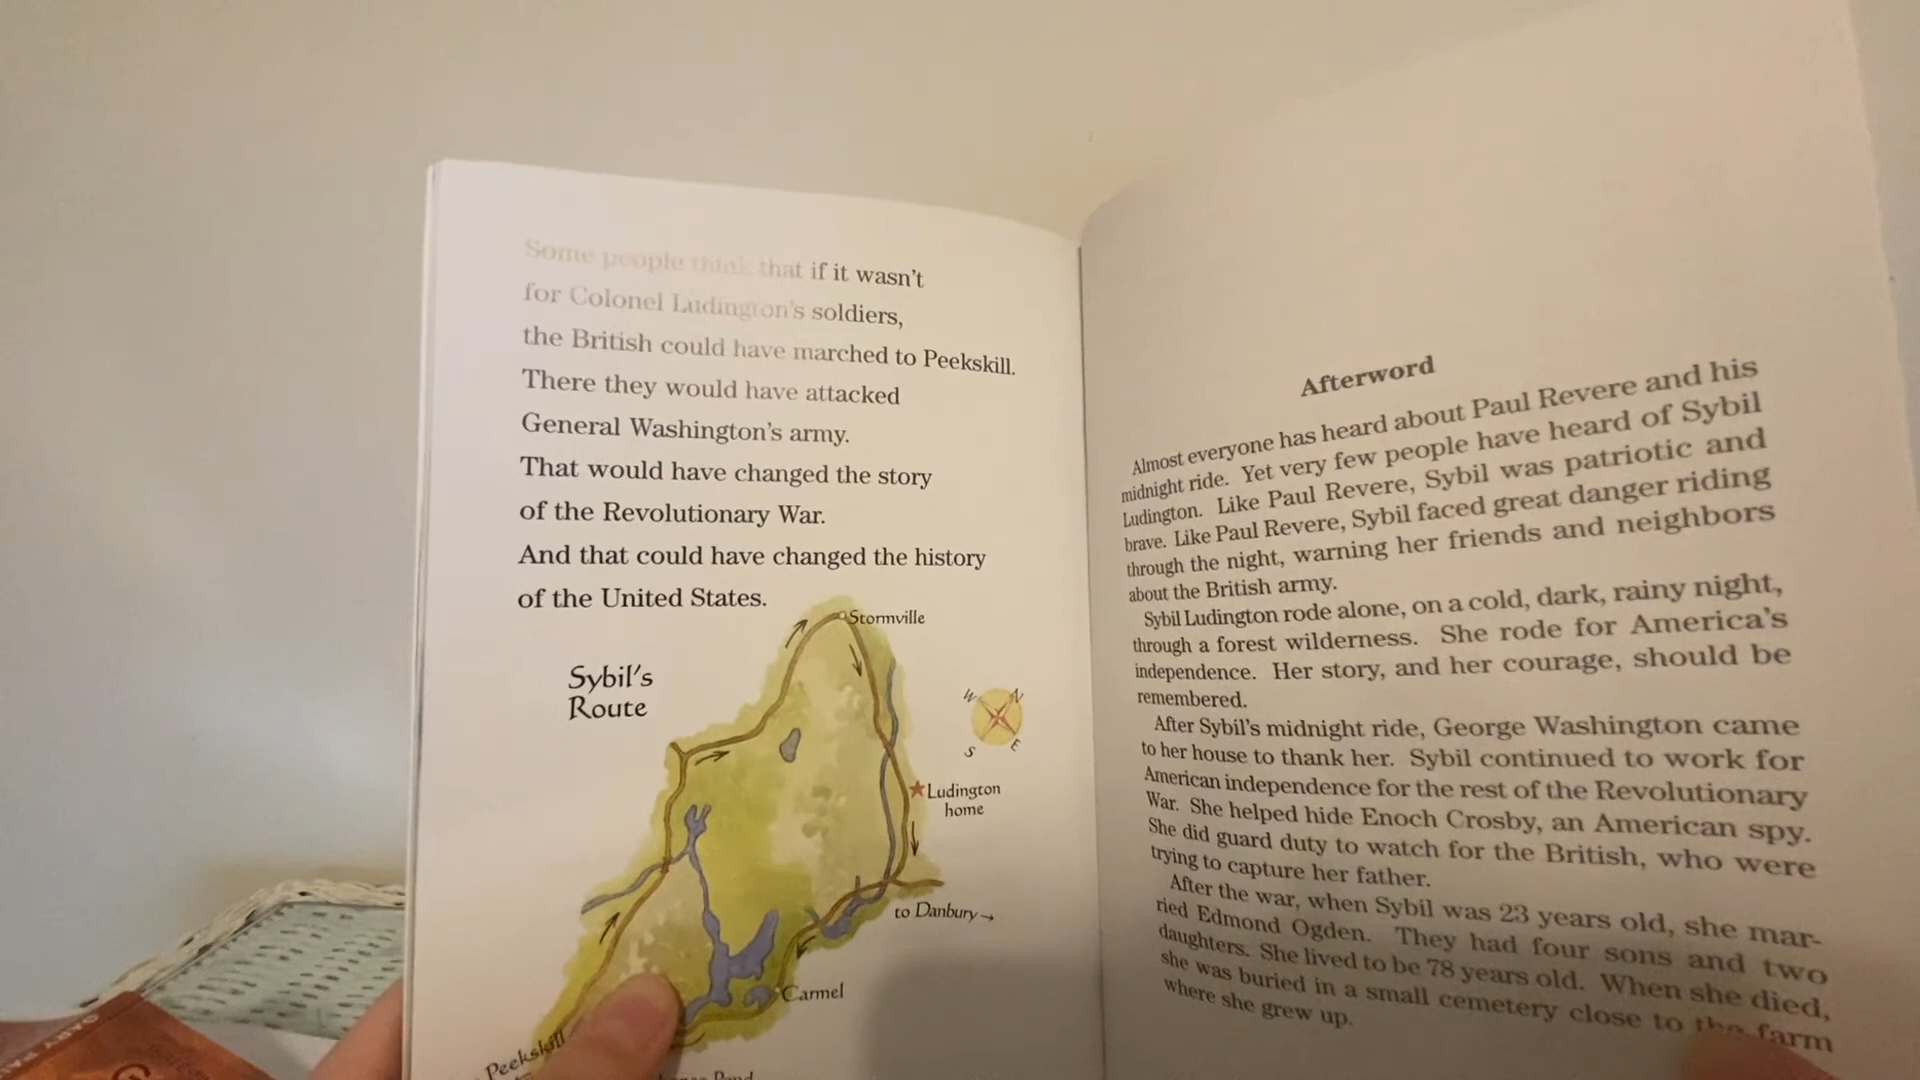 Some people think that if it wasn't
for Colonel Ludington's soldiers,
the British could have marched to Peekskill.
There they would have attacked
General Washington's army.
That would have changed the story
of the Revolutionary War.
And that could have changed the history
of the United States.
Sybil's
Route
Stormville
W N
S E
Ludington
home
to Danbury→
Carmel
Peekskill
Pond
Afterword
Almost everyone has heard about Paul Revere and his
midnight ride. Yet very few people have heard of Sybil
Ludington. Like Paul Revere, Sybil was patriotic and
brave. Like Paul Revere, Sybil faced great danger riding
through the night, warning her friends and neighbors
about the British army.
Sybil Ludington rode alone, on a cold, dark, rainy night,
through a forest wilderness. She rode for America's
independence. Her story, and her courage, should be
remembered.
After Sybil's midnight ride, George Washington came
to her house to thank her. Sybil continued to work for
American independence for the rest of the Revolutionary
War. She helped hide Enoch Crosby, an American spy.
She did guard duty to watch for the British, who were
trying to capture her father.
After the war, when Sybil was 23 years old, she mar-
ried Edmond Ogden. They had four sons and two
daughters. She lived to be 78 years old. When she died,
she was buried in a small cemetery close to the farm
where she grew up.
GARY